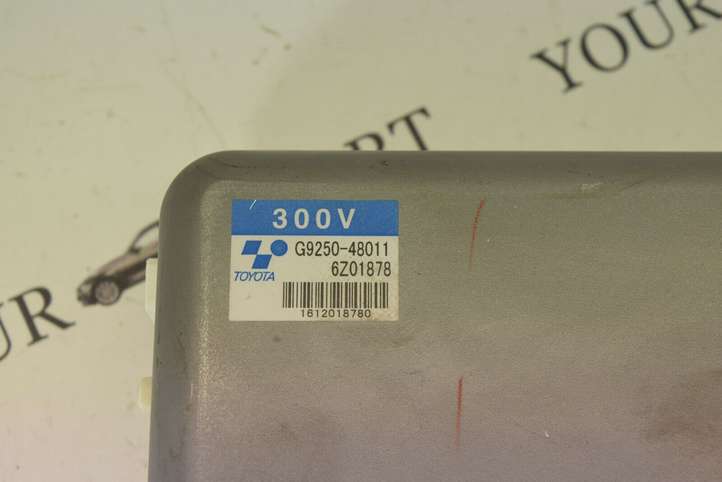 YOUR
RT
UR
300V
G9250-48011
6Z01878
TOYOTA
1612018780